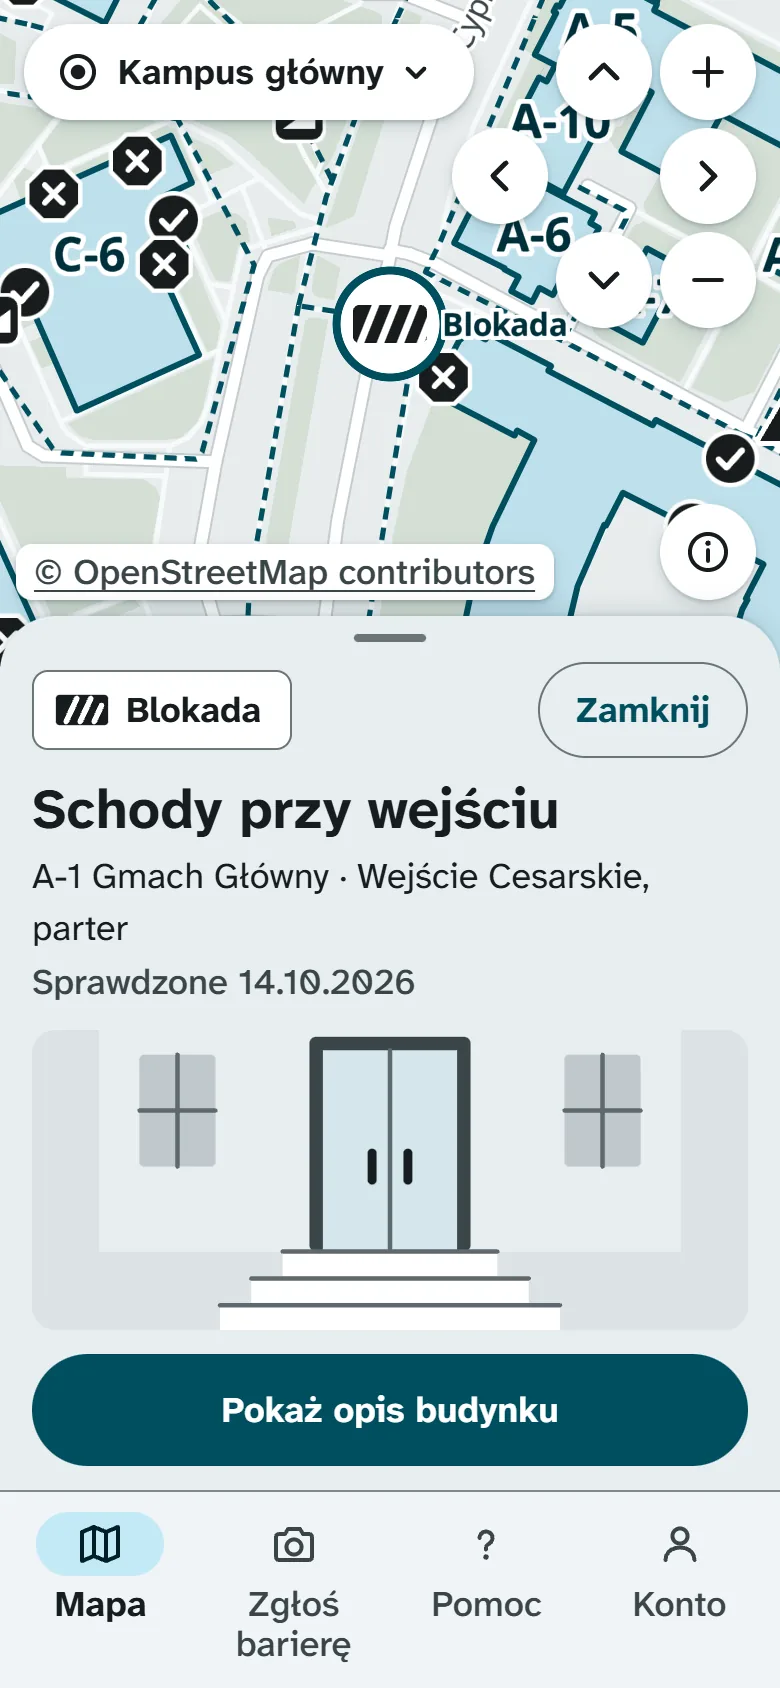 A-5
Kampus główny
A-10
A-6
C-6
Blokada
© OpenStreetMap contributors
Blokada
Zamknij
Schody przy wejściu
A-1 Gmach Główny · Wejście Cesarskie,
parter
Sprawdzone 14.10.2026
Pokaż opis budynku
Mapa
Zgłoś
barierę
Pomoc
Konto